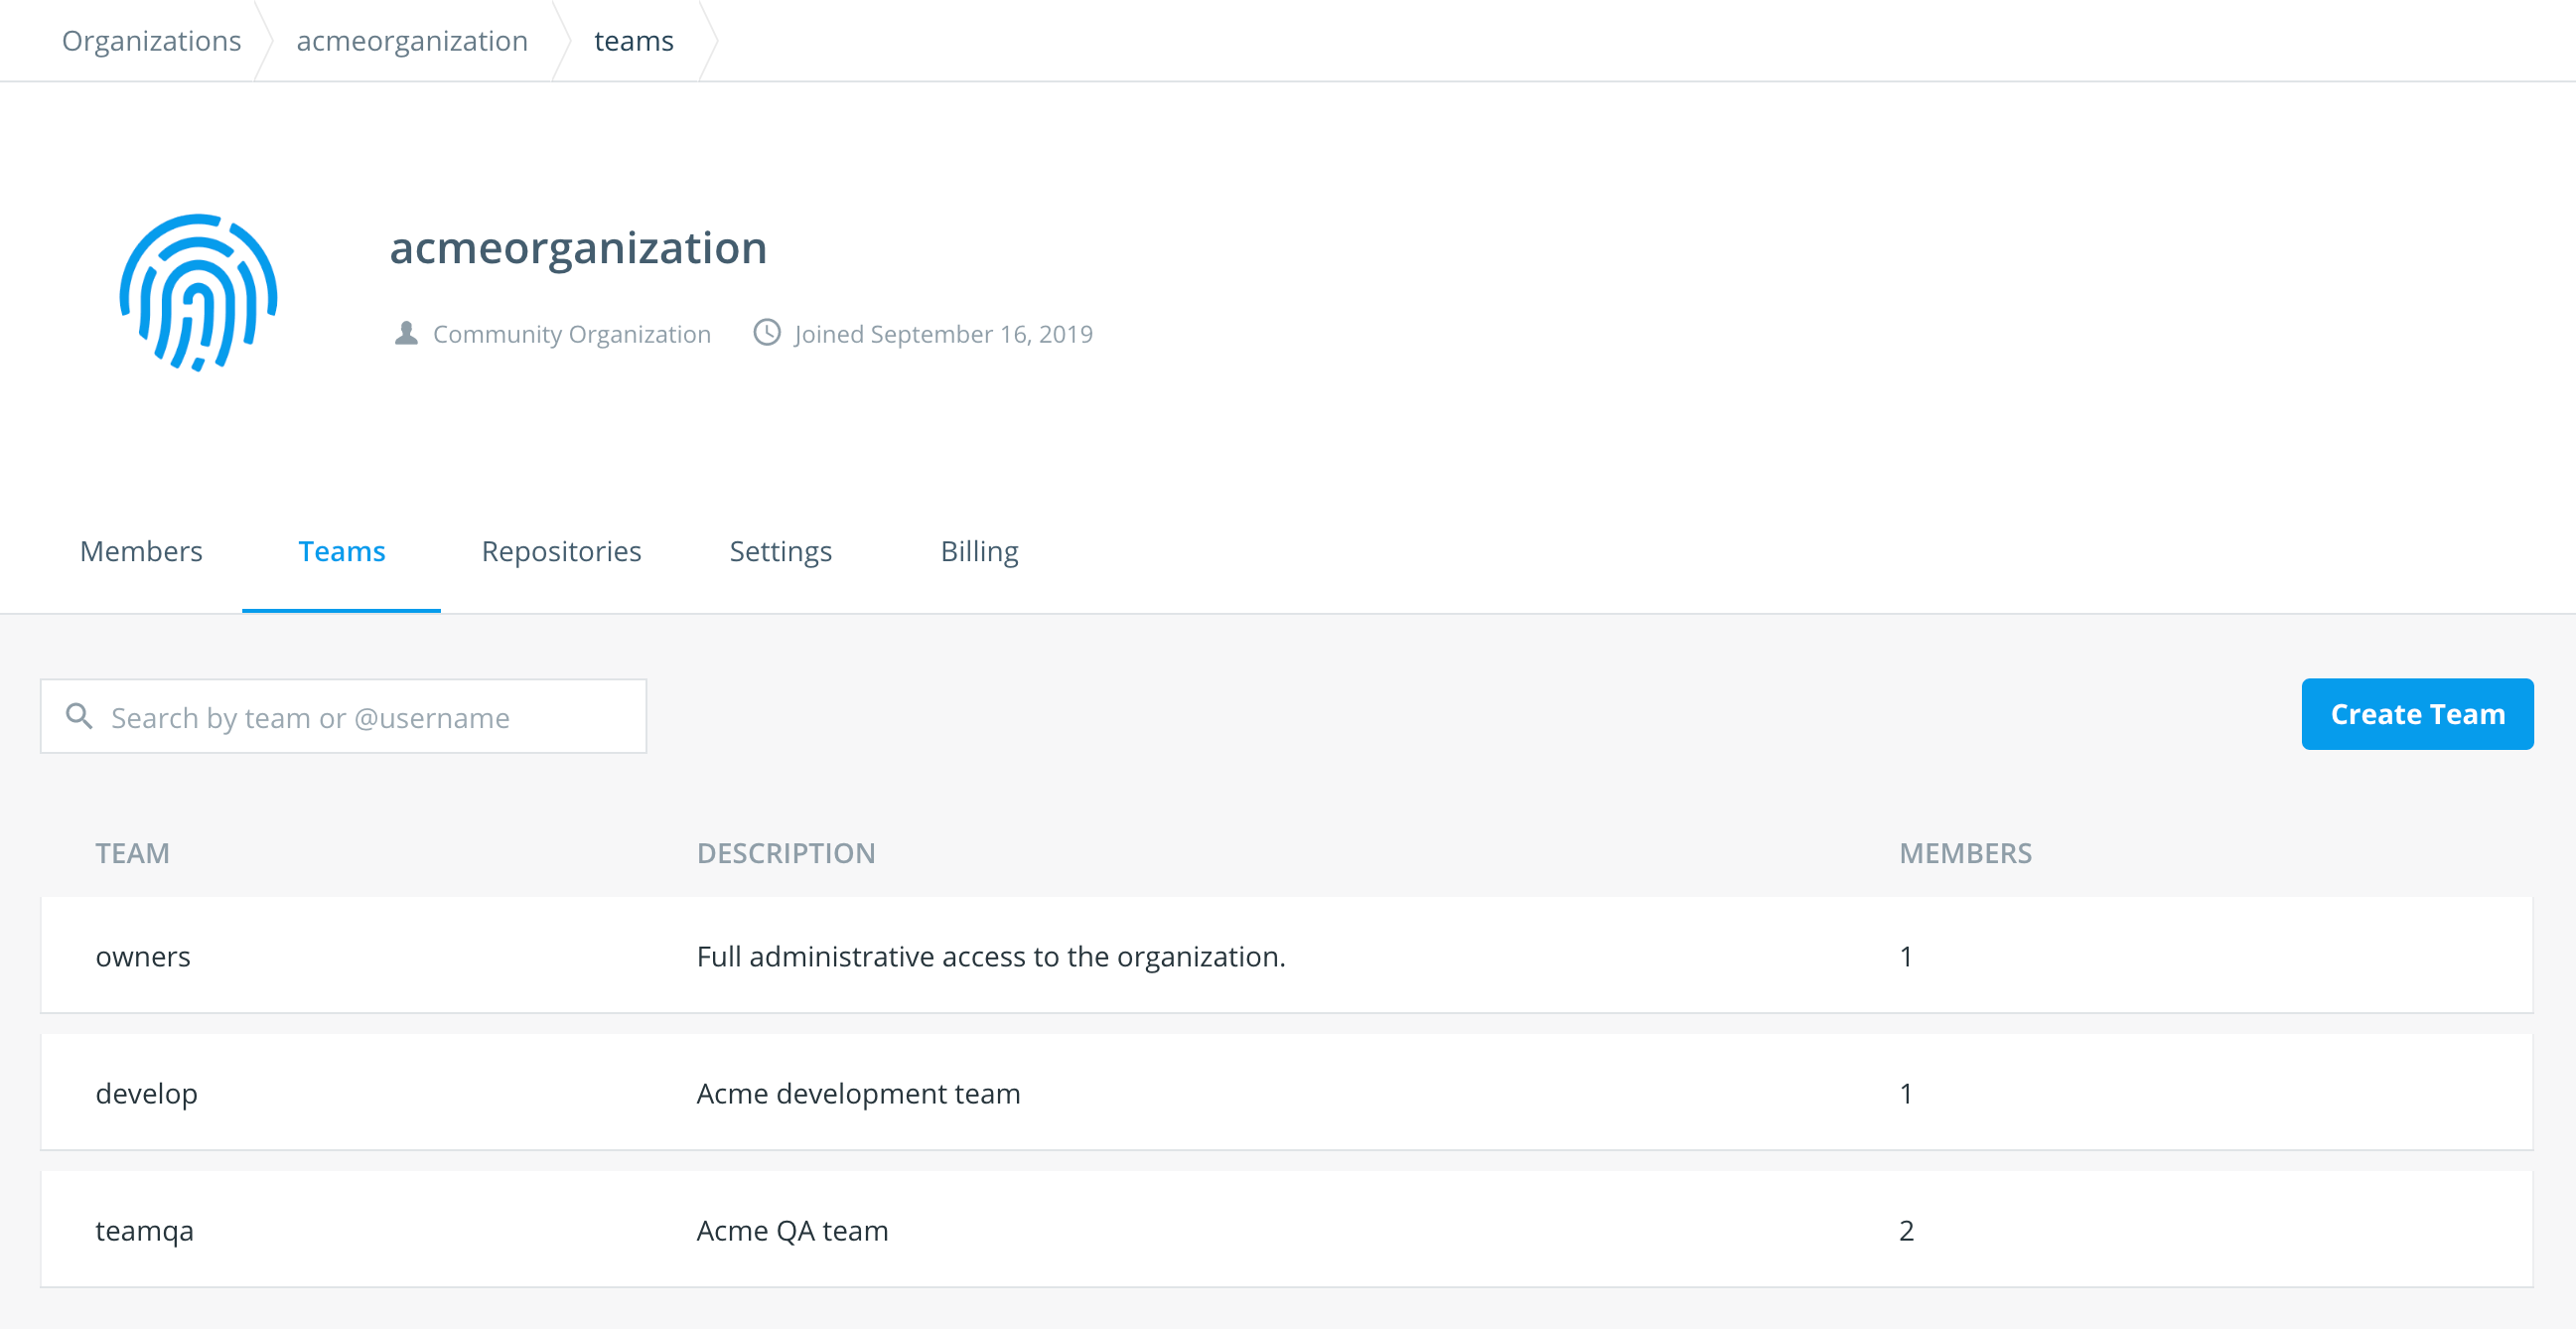 Organizations acmeorganization teams
acmeorganization
Community Organization Joined September 16, 2019
Members Teams Repositories Settings Billing
Search by team or @username Create Team
TEAM DESCRIPTION MEMBERS
owners Full administrative access to the organization. 1
develop Acme development team 1
teamqa Acme QA team 2